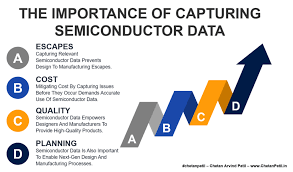 THE IMPORTANCE OF CAPTURING
SEMICONDUCTOR DATA
A
ESCAPES
Capturing Relevant
Semiconductor Data Prevents
Design To Manufacturing Escapes.
B
COST
Mitigating Cost By Capturing Issues
Before They Occur Demands Accurate
Use Of Semiconductor Data.
C
QUALITY
Semiconductor Data Empowers
Designers And Manufacturers To
Provide High-Quality Products.
D
PLANNING
Semiconductor Data Is Also Important
To Enable Next-Gen Design And
Manufacturing Processes.
A
B
C
D
#chetanpatil – Chetan Arvind Patil – www.ChetanPatil.in